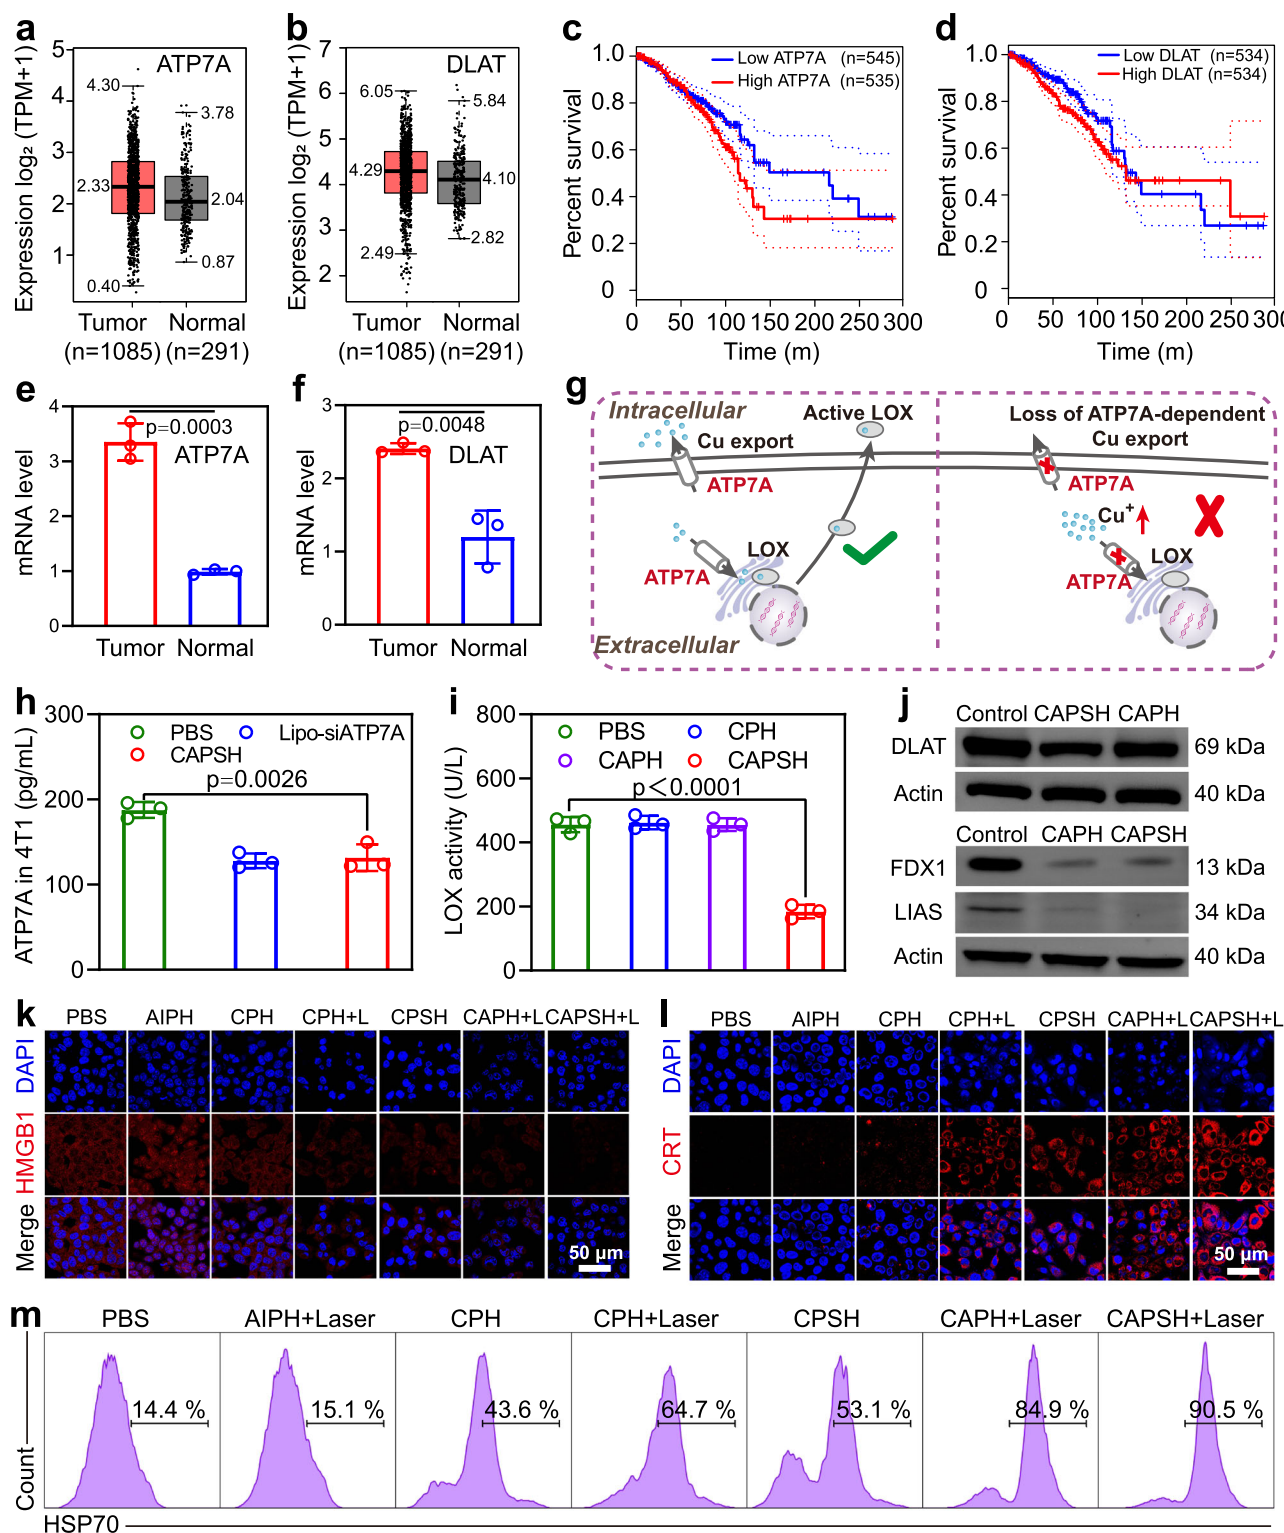 a
Expression log₂ (TPM+1)
5
4
3
2
1
ATP7A
4.30
3.78
2.33
2.04
0.87
0.40
Tumor Normal
(n=1085) (n=291)
b
Expression log₂ (TPM+1)
7
6
5
4
3
2
DLAT
6.05
5.84
4.29
4.10
2.82
2.49
Tumor Normal
(n=1085) (n=291)
c
Percent survival
1.0
0.8
0.6
0.4
0.2
0
Low ATP7A (n=545)
High ATP7A (n=535)
0 50 100 150 200 250 300
Time (m)
d
Percent survival
1.0
0.8
0.6
0.4
0.2
0
Low DLAT (n=534)
High DLAT (n=534)
0 50 100 150 200 250 300
Time (m)
e
mRNA level
4
3
2
1
0
p=0.0003
ATP7A
Tumor Normal
f
mRNA level
3
2
1
0
p=0.0048
DLAT
Tumor Normal
g
Intracellular
Active LOX
Cu export
ATP7A
LOX
ATP7A
Extracellular
Loss of ATP7A-dependent
Cu export
ATP7A
Cu⁺
LOX
ATP7A
h
ATP7A in 4T1 (pg/mL)
300
200
100
0
PBS Lipo-siATP7A
CAPSH
p=0.0026
i
LOX activity (U/L)
800
600
400
200
0
PBS CPH
CAPH CAPSH
p<0.0001
j
Control CAPSH CAPH
DLAT 69 kDa
Actin 40 kDa
Control CAPH CAPSH
FDX1 13 kDa
LIAS 34 kDa
Actin 40 kDa
k
PBS AIPH CPH CPH+L CPSH CAPH+L CAPSH+L
DAPI
HMGB1
Merge
50 μm
l
PBS AIPH CPH CPH+L CPSH CAPH+L CAPSH+L
DAPI
CRT
Merge
50 μm
m
PBS AIPH+Laser CPH CPH+Laser CPSH CAPH+Laser CAPSH+Laser
14.4 % 15.1 % 43.6 % 64.7 % 53.1 % 84.9 % 90.5 %
Count
HSP70